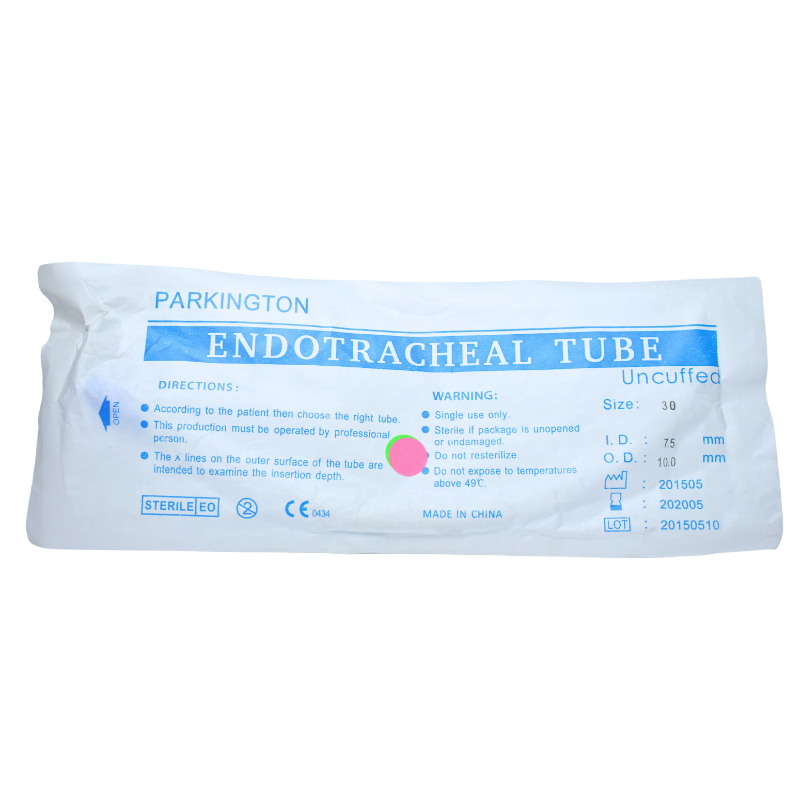 PARKINGTON
ENDOTRACHEAL TUBE
Uncuffed
OPEN
DIRECTIONS:
According to the patient then choose the right tube.
This production must be operated by professional
person.
The X lines on the outer surface of the tube are
intended to examine the insertion depth.
WARNING:
Single use only.
Sterile if package is unopened
or undamaged.
Do not resterilize.
Do not expose to temperatures
above 49℃.
Size: 30
I. D. : 7.5 mm
O. D. : 10.0 mm
: 201505
: 202005
LOT : 20150510
STERILE EO
2
CE 0434
MADE IN CHINA